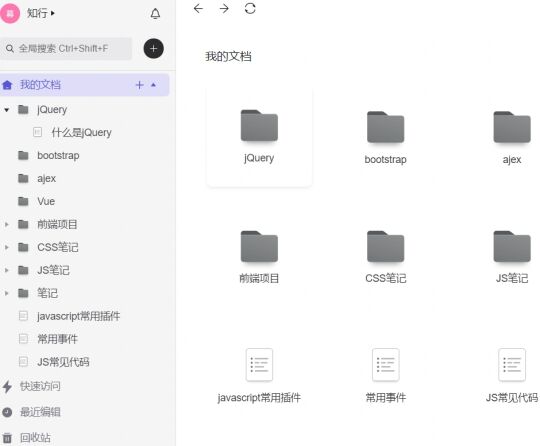 知行
全局搜索 Ctrl+Shift+F
我的文档
jQuery
什么是jQuery
bootstrap
ajex
Vue
前端项目
CSS笔记
JS笔记
笔记
javascript常用插件
常用事件
JS常见代码
快速访问
最近编辑
回收站
我的文档
jQuery
bootstrap
ajex
前端项目
CSS笔记
JS笔记
javascript常用插件
常用事件
JS常见代码